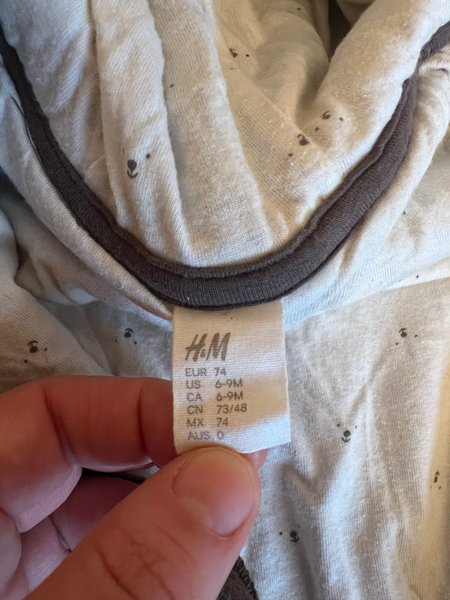 H&M
EUR 74
US 6-9M
CA 6-9M
CN 73/48
MX 74
AUS 0